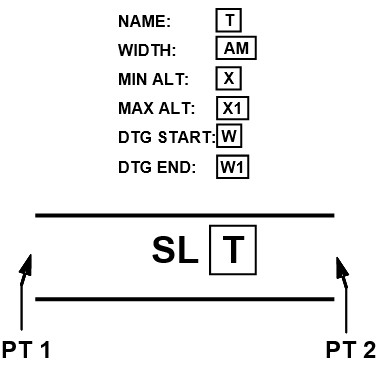 NAME: T
WIDTH: AM
MIN ALT: X
MAX ALT: X1
DTG START: W
DTG END: W1
SL T
PT 1 PT 2